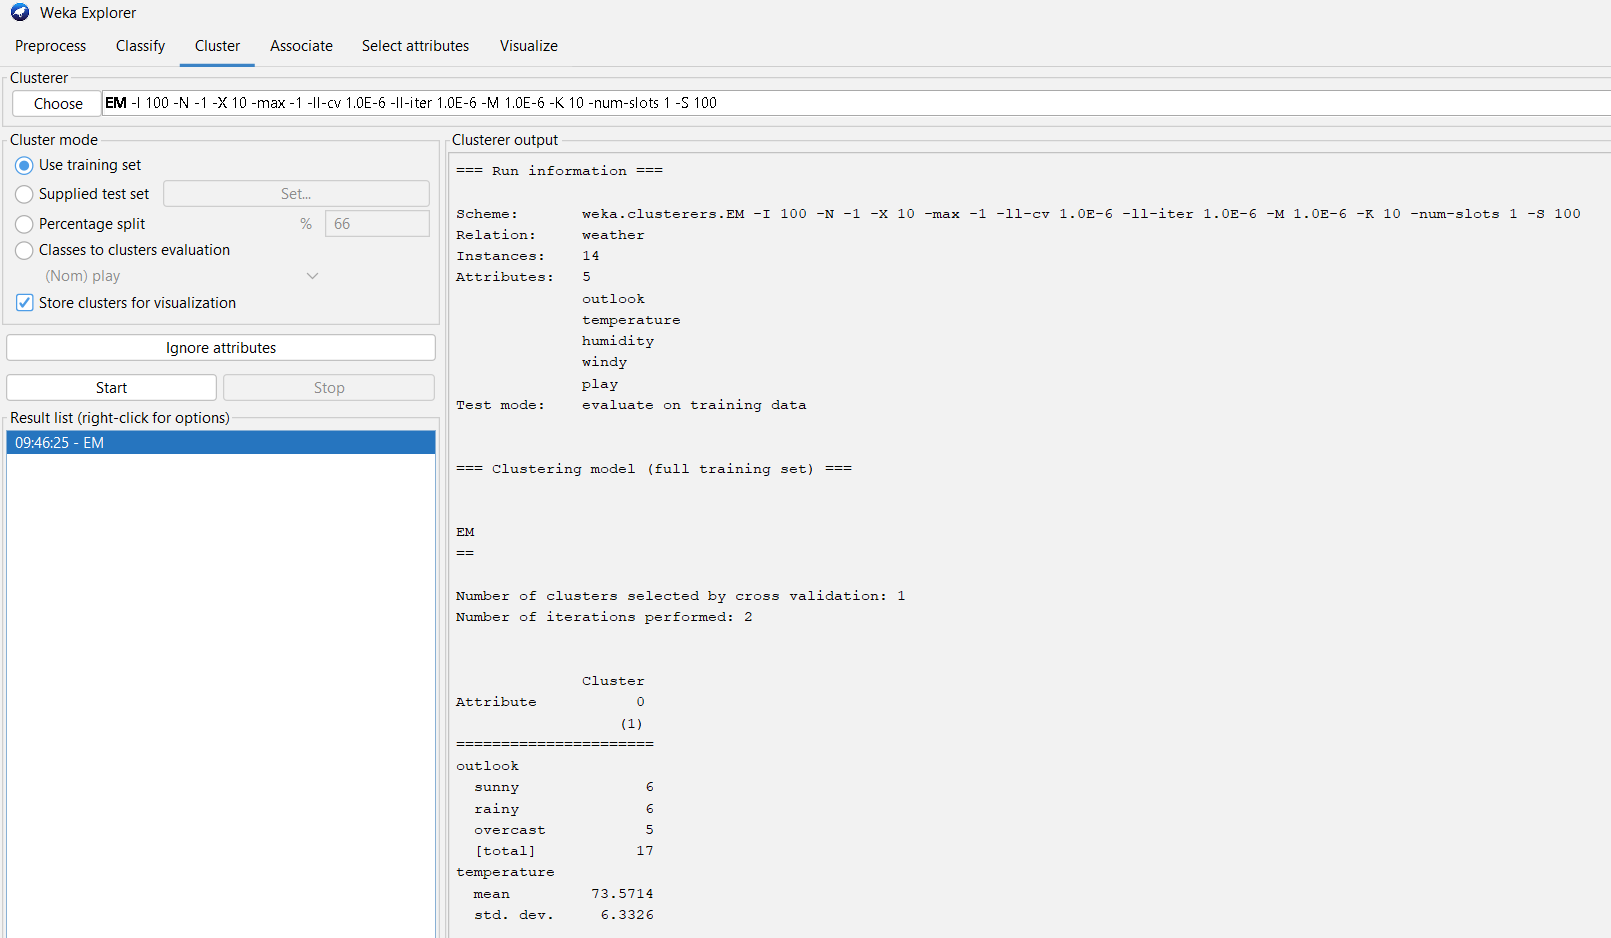 Weka Explorer
Preprocess Classify Cluster Associate Select attributes Visualize
Clusterer
Choose EM -I 100 -N -1 -X 10 -max -1 -ll-cv 1.0E-6 -ll-iter 1.0E-6 -M 1.0E-6 -K 10 -num-slots 1 -S 100
Cluster mode
Use training set
Supplied test set Set...
Percentage split % 66
Classes to clusters evaluation
(Nom) play
Store clusters for visualization
Ignore attributes
Start Stop
Result list (right-click for options)
09:46:25 - EM
Clusterer output
=== Run information ===
Scheme: weka.clusterers.EM -I 100 -N -1 -X 10 -max -1 -ll-cv 1.0E-6 -ll-iter 1.0E-6 -M 1.0E-6 -K 10 -num-slots 1 -S 100
Relation: weather
Instances: 14
Attributes: 5
outlook
temperature
humidity
windy
play
Test mode: evaluate on training data
=== Clustering model (full training set) ===
EM
==
Number of clusters selected by cross validation: 1
Number of iterations performed: 2
Cluster
Attribute 0
(1)
======================
outlook
sunny 6
rainy 6
overcast 5
[total] 17
temperature
mean 73.5714
std. dev. 6.3326